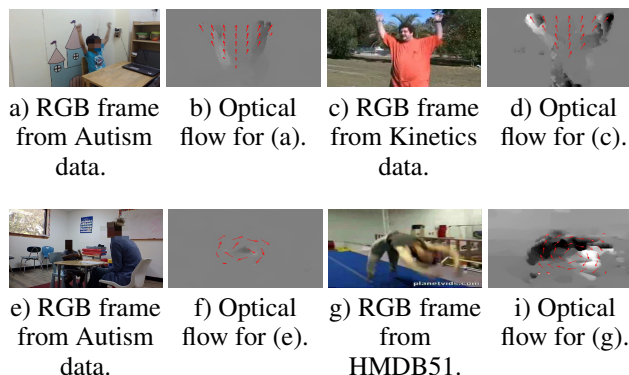 a) RGB frame
from Autism
data.
b) Optical
flow for (a).
c) RGB frame
from Kinetics
data.
d) Optical
flow for (c).
planetvids.com
e) RGB frame
from Autism
data.
f) Optical
flow for (e).
g) RGB frame
from
HMDB51.
i) Optical
flow for (g).